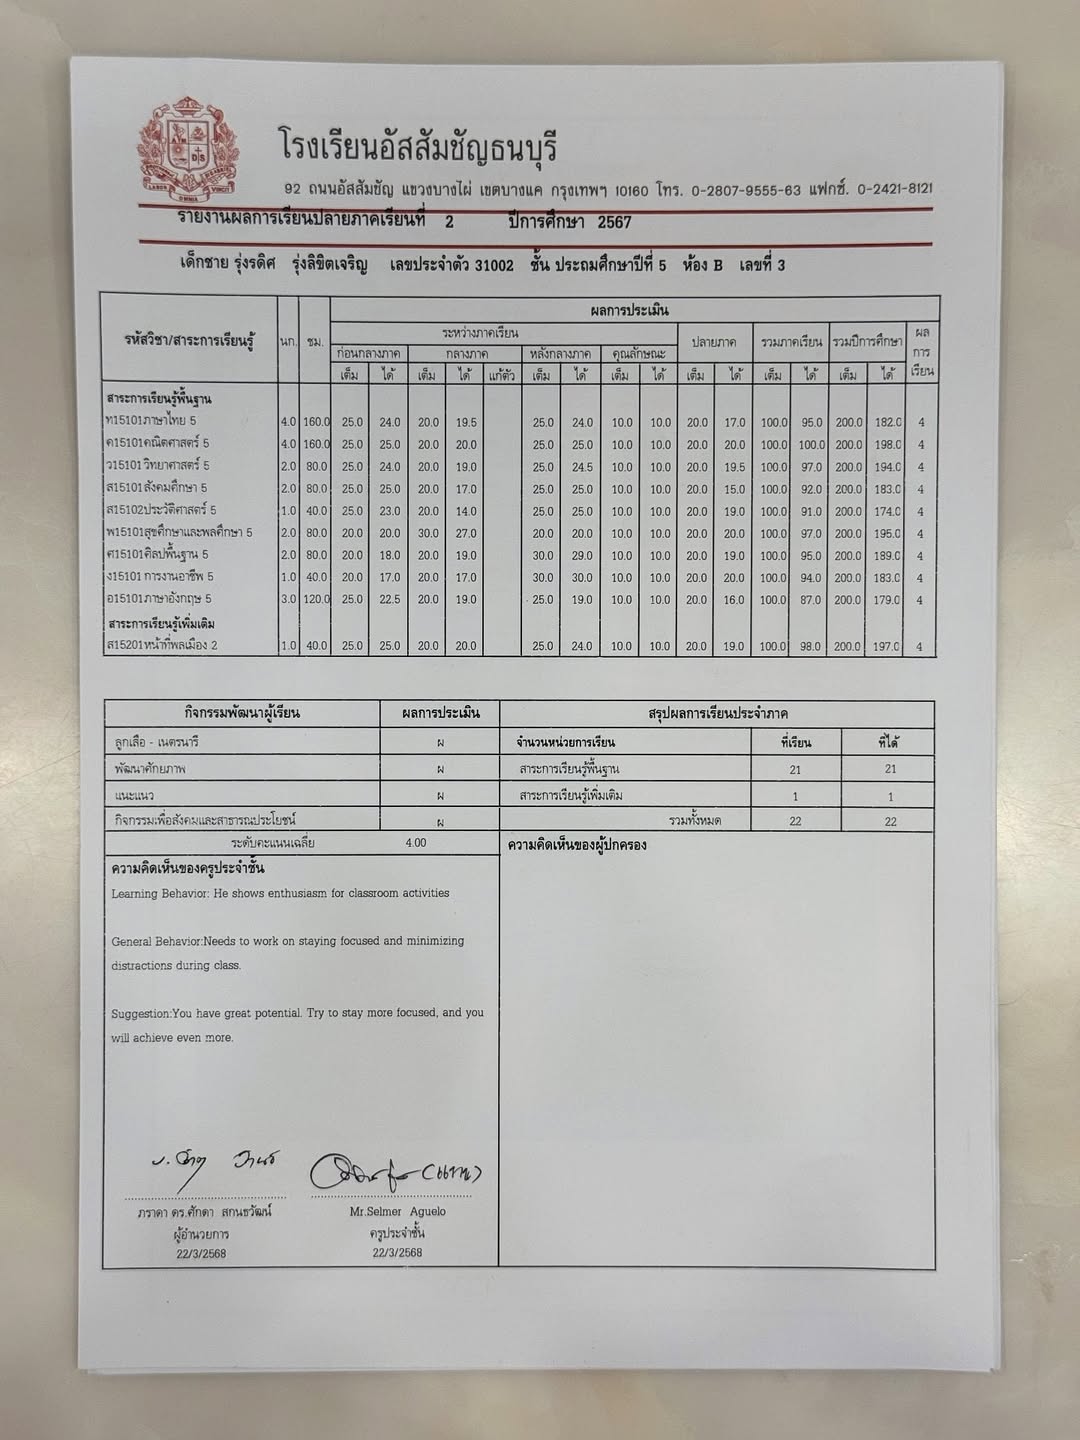 โรงเรียนอัสสัมชัญธนบุรี
92 ถนนอัสสัมชัญ แขวงบางไผ่ เขตบางแค กรุงเทพฯ 10160 โทร. 0-2807-9555-63 แฟกซ์. 0-2421-8121
รายงานผลการเรียนปลายภาคเรียนที่ 2 ปีการศึกษา 2567
เด็กชาย รุ่งรดิศ รุ่งลิขิตเจริญ เลขประจำตัว 31002 ชั้น ประถมศึกษาปีที่ 5 ห้อง B เลขที่ 3
รหัสวิชา/สาระการเรียนรู้ นก. ชม. ผลการประเมิน
ระหว่างภาคเรียน ปลายภาค รวมภาคเรียน รวมปีการศึกษา ผลการเรียน
ก่อนกลางภาค กลางภาค หลังกลางภาค คุณลักษณะ
เต็ม ได้ เต็ม ได้ แก้ตัว เต็ม ได้ เต็ม ได้ เต็ม ได้ เต็ม ได้ เต็ม ได้
สาระการเรียนรู้พื้นฐาน
ท15101ภาษาไทย 5 4.0 160.0 25.0 24.0 20.0 19.5 25.0 24.0 10.0 10.0 20.0 17.0 100.0 95.0 200.0 182.0 4
ค15101คณิตศาสตร์ 5 4.0 160.0 25.0 25.0 20.0 20.0 25.0 25.0 10.0 10.0 20.0 20.0 100.0 100.0 200.0 198.0 4
ว15101วิทยาศาสตร์ 5 2.0 80.0 25.0 24.0 20.0 19.0 25.0 24.5 10.0 10.0 20.0 19.5 100.0 97.0 200.0 194.0 4
ส15101สังคมศึกษา 5 2.0 80.0 25.0 25.0 20.0 17.0 25.0 25.0 10.0 10.0 20.0 15.0 100.0 92.0 200.0 183.0 4
ส15102ประวัติศาสตร์ 5 1.0 40.0 25.0 23.0 20.0 14.0 25.0 25.0 10.0 10.0 20.0 19.0 100.0 91.0 200.0 174.0 4
พ15101สุขศึกษาและพลศึกษา 5 2.0 80.0 20.0 20.0 30.0 27.0 20.0 20.0 10.0 10.0 20.0 20.0 100.0 97.0 200.0 195.0 4
ศ15101ศิลปพื้นฐาน 5 2.0 80.0 20.0 18.0 20.0 19.0 30.0 29.0 10.0 10.0 20.0 19.0 100.0 95.0 200.0 189.0 4
ง15101 การงานอาชีพ 5 1.0 40.0 20.0 17.0 20.0 17.0 30.0 30.0 10.0 10.0 20.0 20.0 100.0 94.0 200.0 183.0 4
อ15101ภาษาอังกฤษ 5 3.0 120.0 25.0 22.5 20.0 19.0 25.0 19.0 10.0 10.0 20.0 16.0 100.0 87.0 200.0 179.0 4
สาระการเรียนรู้เพิ่มเติม
ส15201หน้าที่พลเมือง 2 1.0 40.0 25.0 25.0 20.0 20.0 25.0 24.0 10.0 10.0 20.0 19.0 100.0 98.0 200.0 197.0 4
กิจกรรมพัฒนาผู้เรียน ผลการประเมิน สรุปผลการเรียนประจำภาค
ลูกเสือ - เนตรนารี ผ จำนวนหน่วยการเรียน ที่เรียน ที่ได้
พัฒนาศักยภาพ ผ สาระการเรียนรู้พื้นฐาน 21 21
แนะแนว ผ สาระการเรียนรู้เพิ่มเติม 1 1
กิจกรรมเพื่อสังคมและสาธารณประโยชน์ ผ รวมทั้งหมด 22 22
ระดับคะแนนเฉลี่ย 4.00 ความคิดเห็นของผู้ปกครอง
ความคิดเห็นของครูประจำชั้น
Learning Behavior: He shows enthusiasm for classroom activities
General Behavior:Needs to work on staying focused and minimizing
distractions during class.
Suggestion:You have great potential. Try to stay more focused, and you
will achieve even more.
ภราดา ดร.ศักดา สกนธวัฒน์ Mr.Selmer Aguelo
ผู้อำนวยการ ครูประจำชั้น
22/3/2568 22/3/2568